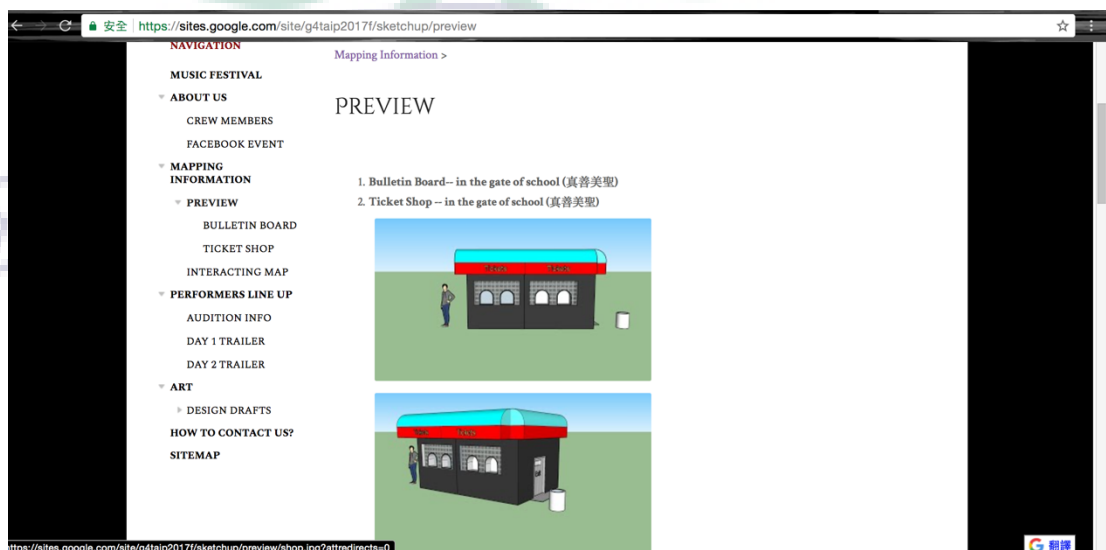 安全 https://sites.google.com/site/g4taip2017f/sketchup/preview
NAVIGATION
MUSIC FESTIVAL
ABOUT US
CREW MEMBERS
FACEBOOK EVENT
MAPPING
INFORMATION
PREVIEW
BULLETIN BOARD
TICKET SHOP
INTERACTING MAP
PERFORMERS LINE UP
AUDITION INFO
DAY 1 TRAILER
DAY 2 TRAILER
ART
DESIGN DRAFTS
HOW TO CONTACT US?
SITEMAP
Mapping Information >
PREVIEW
1. Bulletin Board-- in the gate of school (真善美聖)
2. Ticket Shop -- in the gate of school (真善美聖)
https://sites.google.com/site/g4taip2017f/sketchup/preview/shop.jpg?attredirects=0
G 翻譯